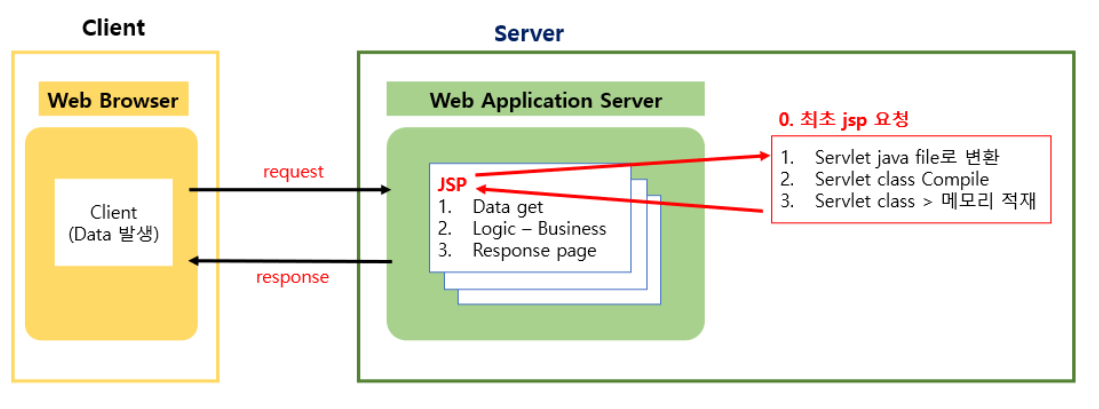 Client
Server
Web Browser
Web Application Server
0. 최초 jsp 요청
Client
(Data 발생)
request
response
JSP
1. Data get
2. Logic – Business
3. Response page
1. Servlet java file로 변환
2. Servlet class Compile
3. Servlet class > 메모리 적재